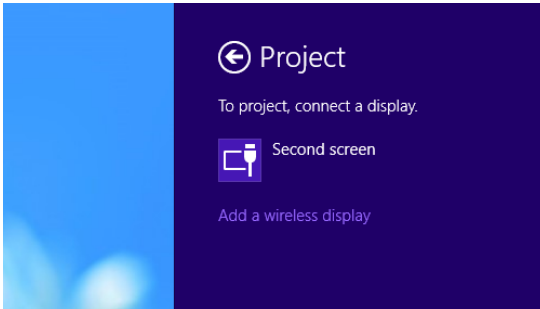 Project
To project, connect a display.
Second screen
Add a wireless display